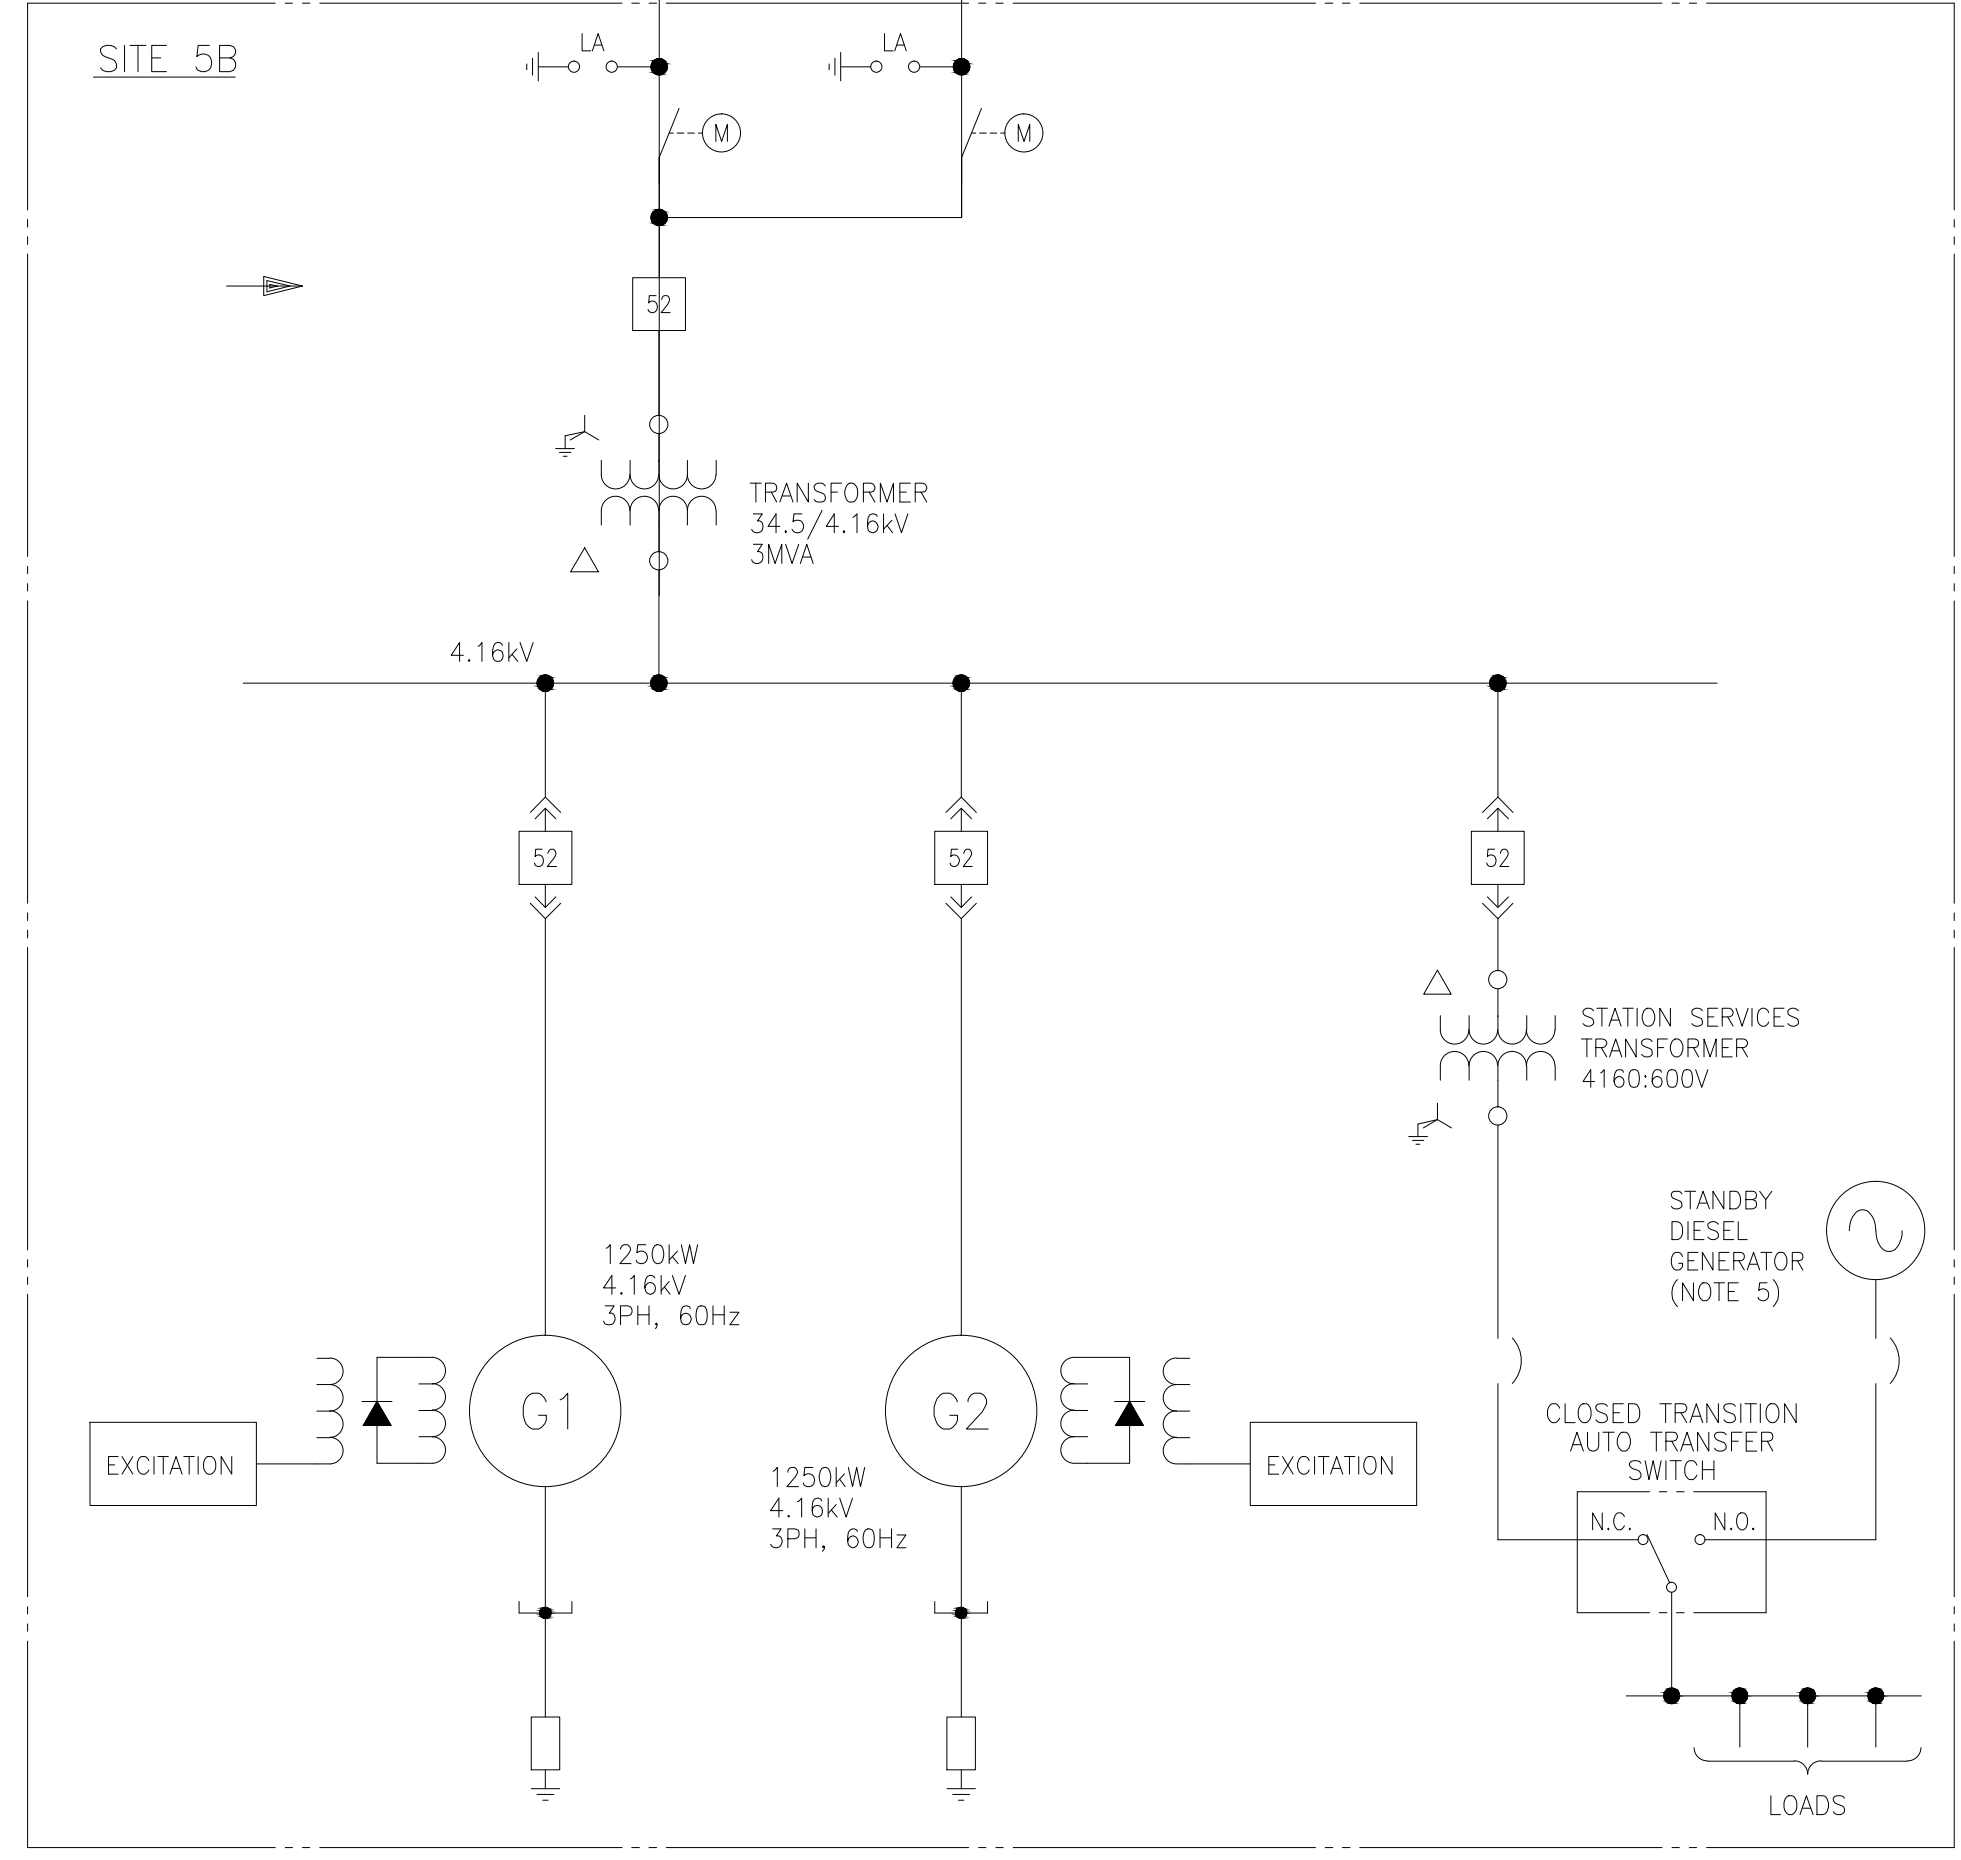 SITE 5B
LA
LA
M
M
52
TRANSFORMER
34.5/4.16kV
3MVA
4.16kV
52
52
52
STATION SERVICES
TRANSFORMER
4160:600V
STANDBY
DIESEL
GENERATOR
(NOTE 5)
1250kW
4.16kV
3PH, 60Hz
G1
G2
EXCITATION
1250kW
4.16kV
3PH, 60Hz
EXCITATION
CLOSED TRANSITION
AUTO TRANSFER
SWITCH
N.C.
N.O.
LOADS